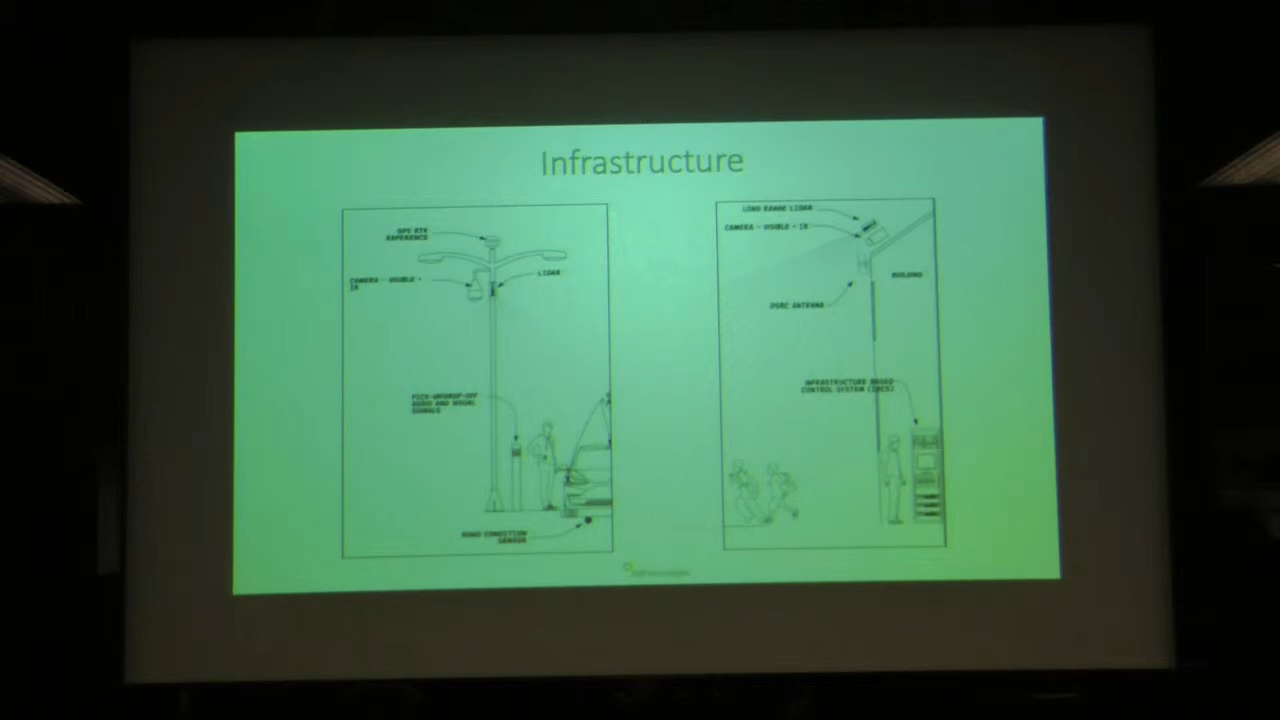 Infrastructure
GPS RTK
REFERENCE
CAMERA - VISIBLE +
IR
LIDAR
PICK-UP/DROP-OFF
AUDIO AND VISUAL
SIGNALS
ROAD CONDITION
SENSOR
LONG RANGE LIDAR
CAMERA - VISIBLE + IR
BUILDING
DSRC ANTENNA
INFRASTRUCTURE BASED
CONTROL SYSTEM (IBCS)